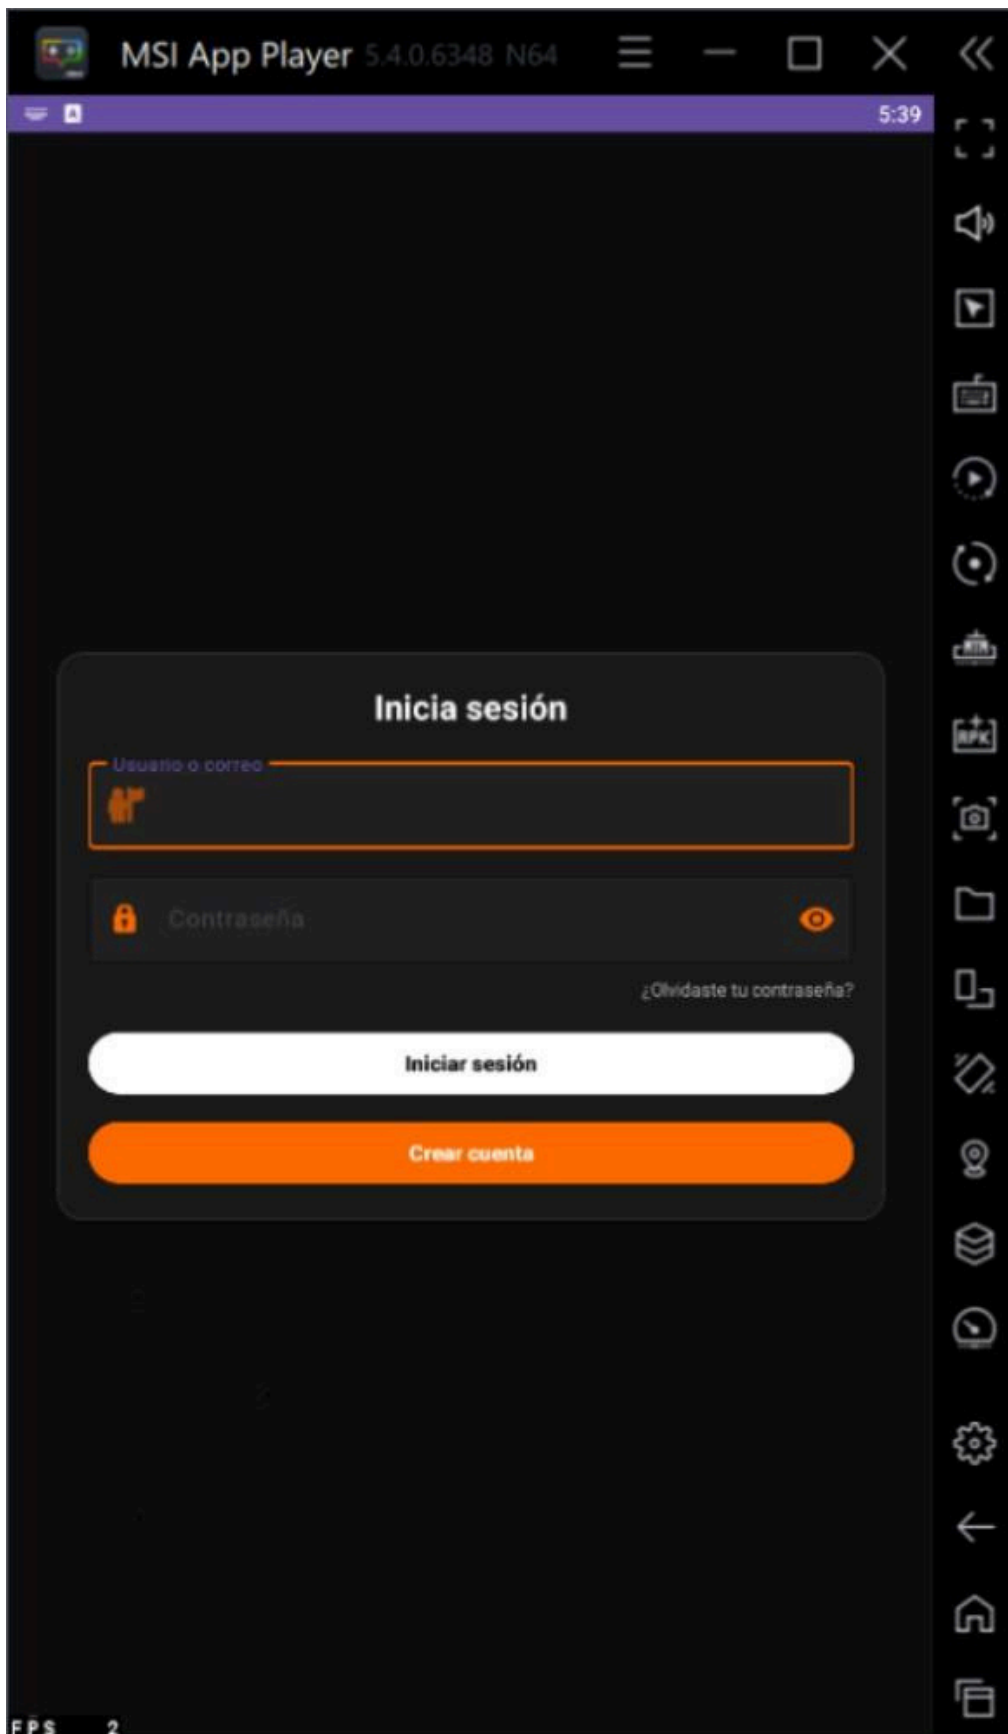 MSI App Player 5.4.0.6348 N64
A 5:39
Inicia sesión
Usuario o correo
Contraseña
¿Olvidaste tu contraseña?
Iniciar sesión
Crear cuenta
RPK
FPS 2